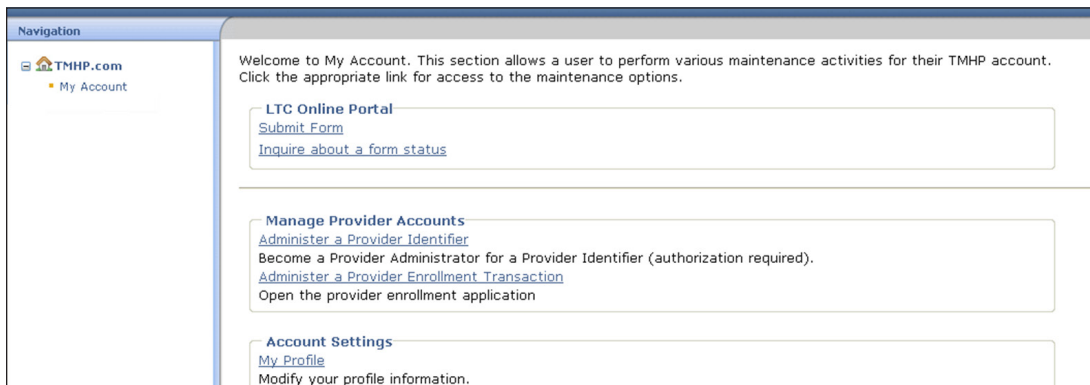 Navigation
TMHP.com
My Account
Welcome to My Account. This section allows a user to perform various maintenance activities for their TMHP account.
Click the appropriate link for access to the maintenance options.
LTC Online Portal
Submit Form
Inquire about a form status
Manage Provider Accounts
Administer a Provider Identifier
Become a Provider Administrator for a Provider Identifier (authorization required).
Administer a Provider Enrollment Transaction
Open the provider enrollment application
Account Settings
My Profile
Modify your profile information.